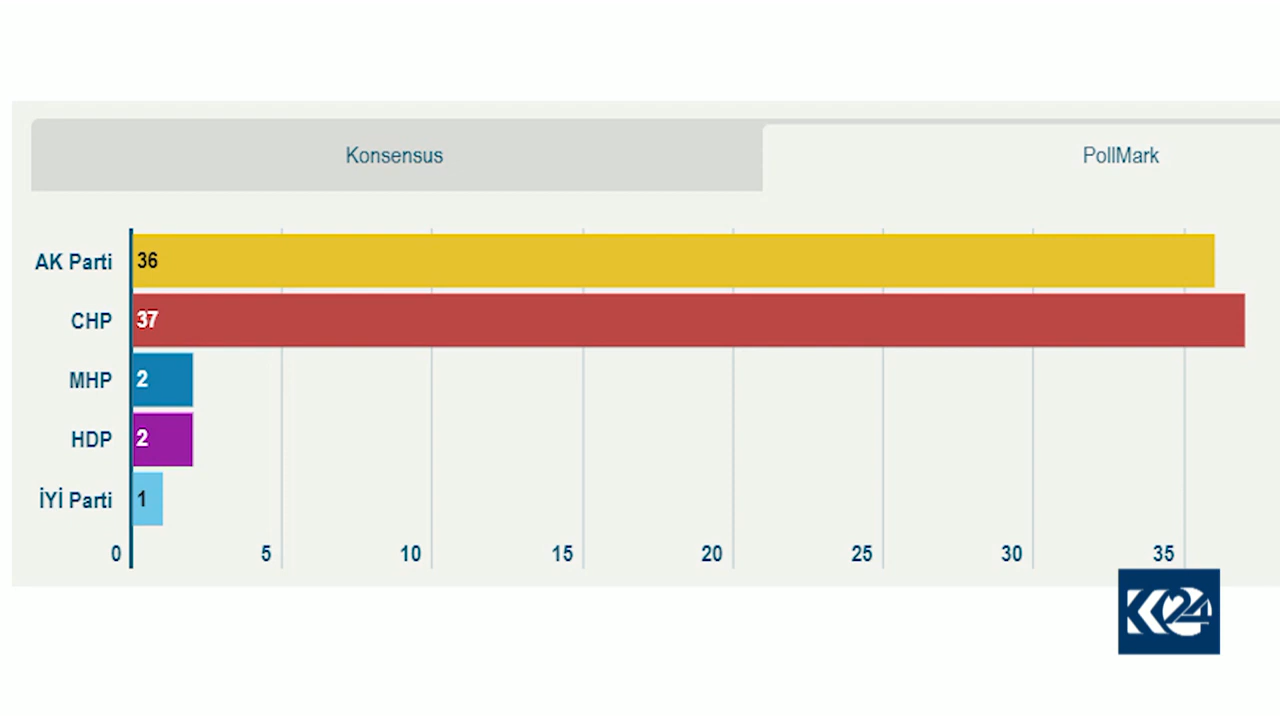 Konsensus PollMark
AK Parti 36
CHP 37
MHP 2
HDP 2
İYİ Parti 1
0 5 10 15 20 25 30 35
K24